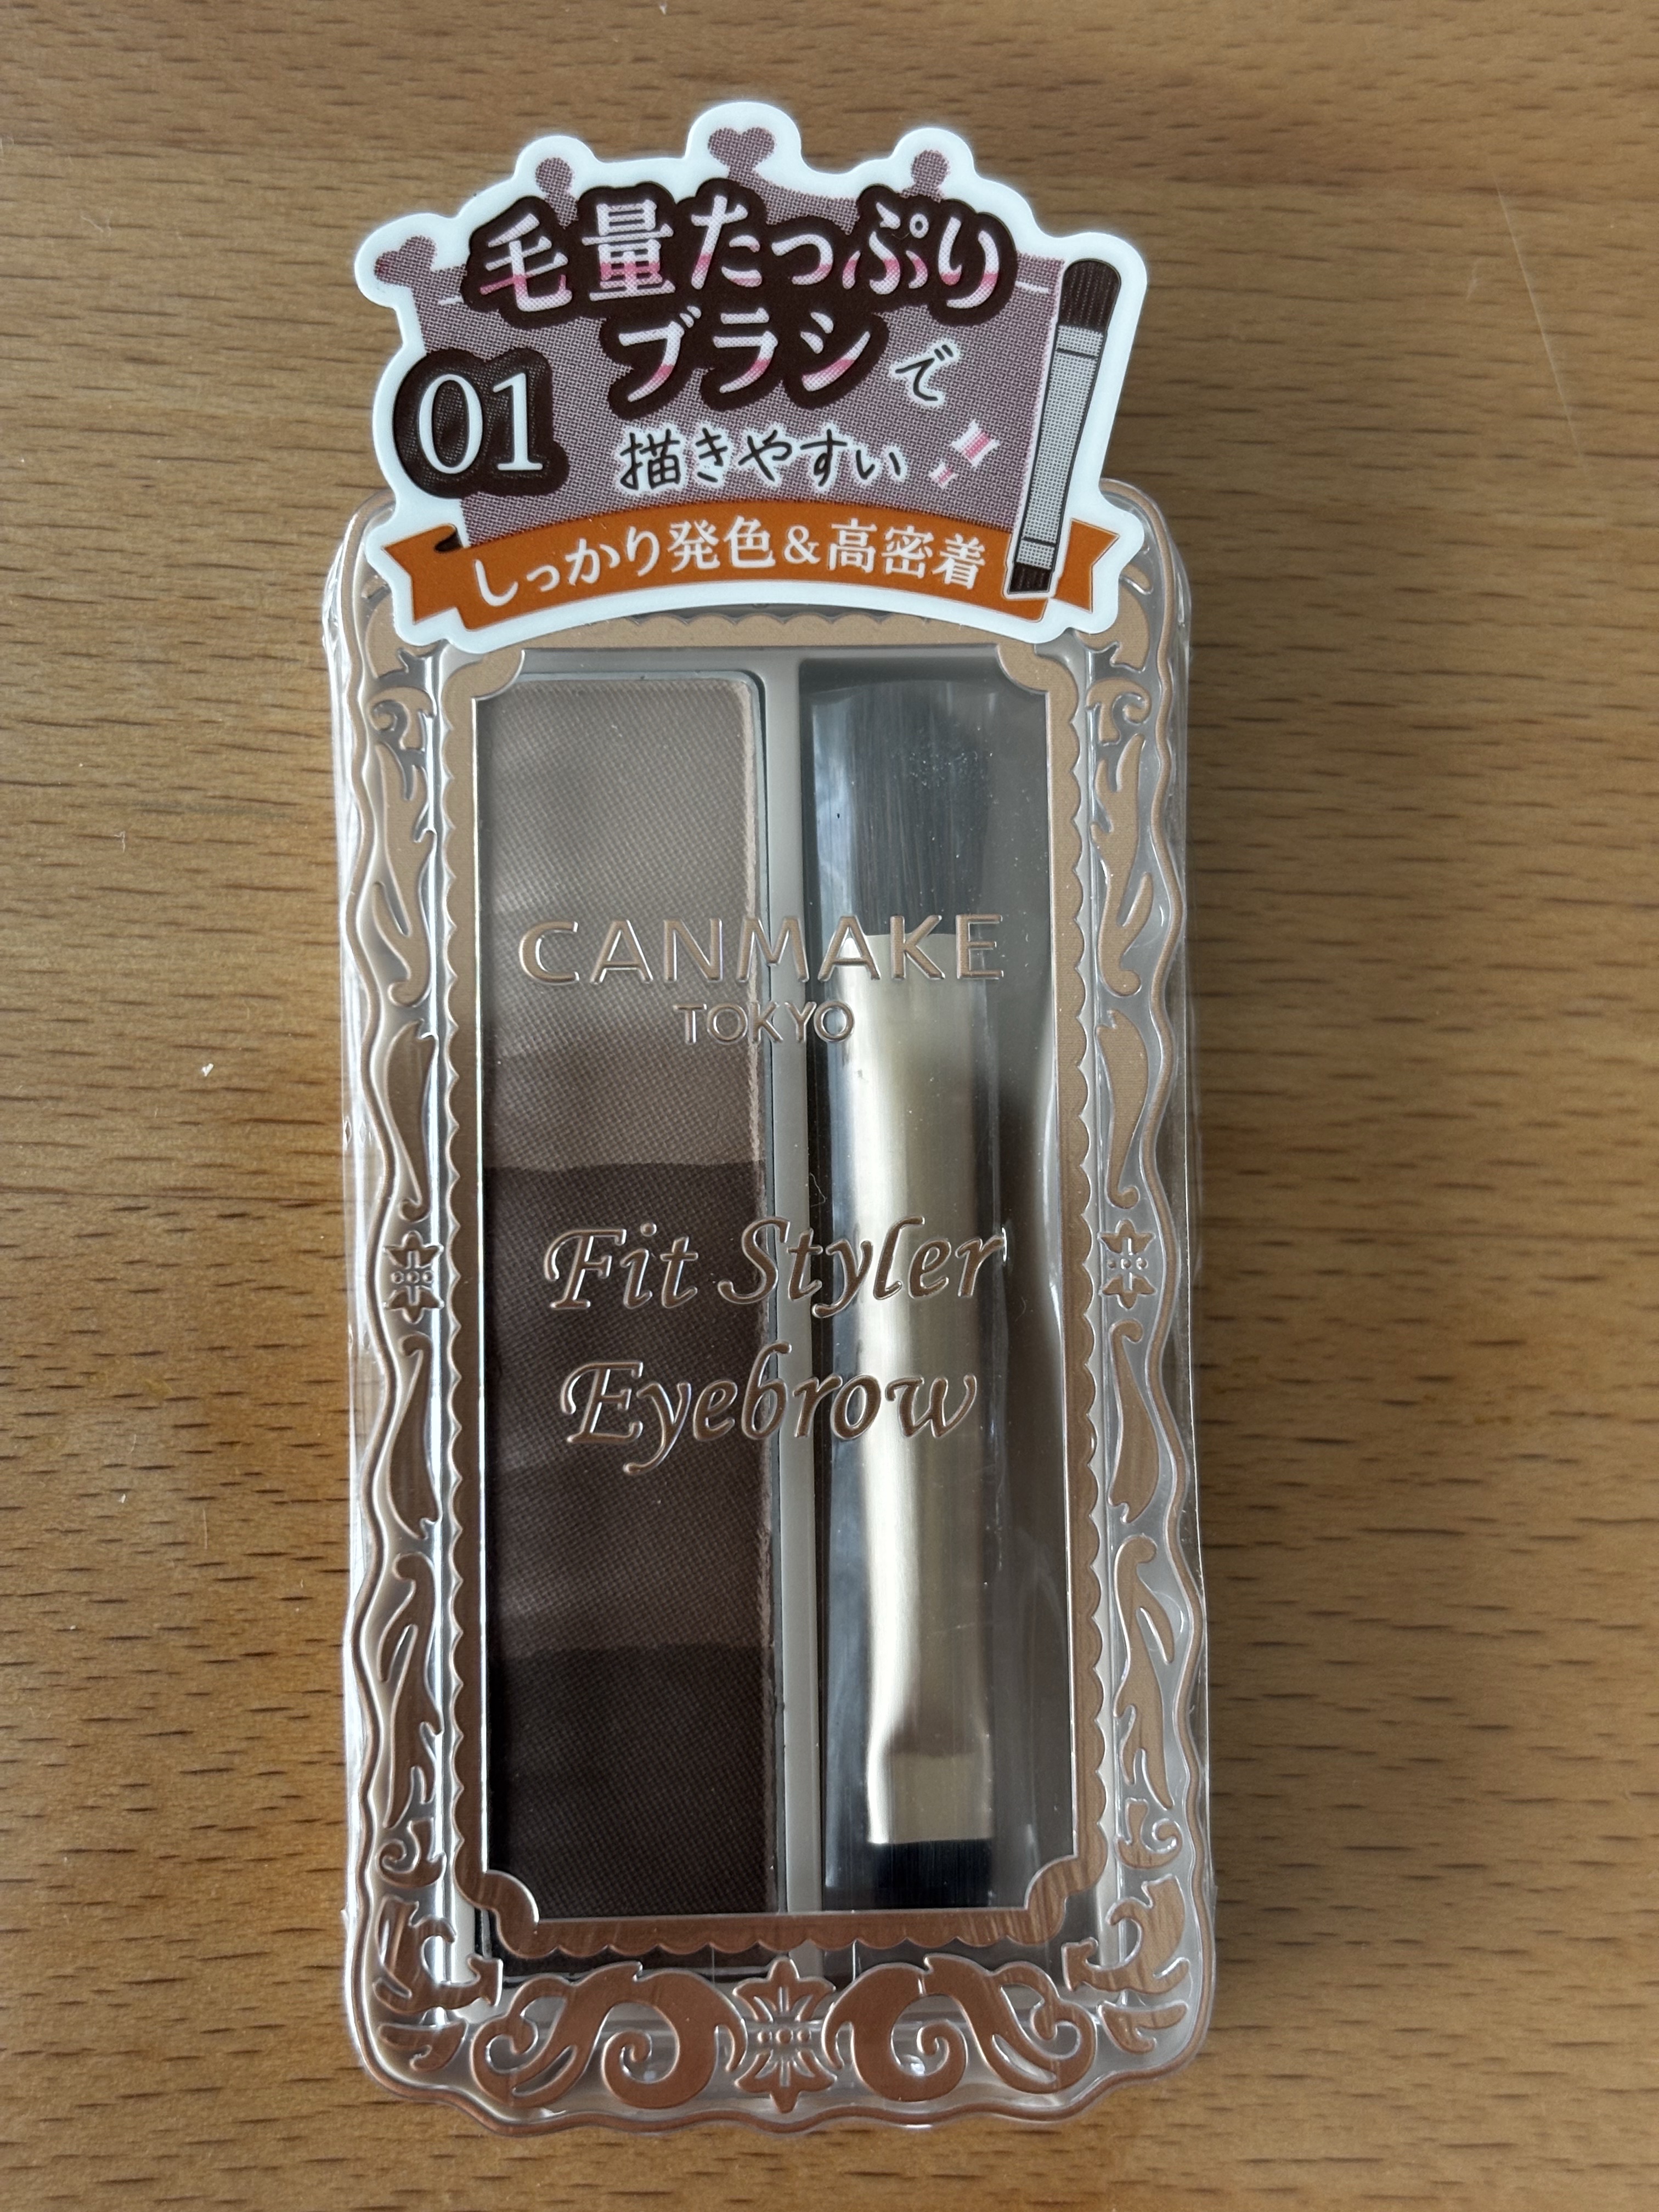 毛量たっぷり
ブラシで
01
描きやすい
しっかり発色&高密着
CANMAKE
TOKYO
Fit Styler
Eyebrow